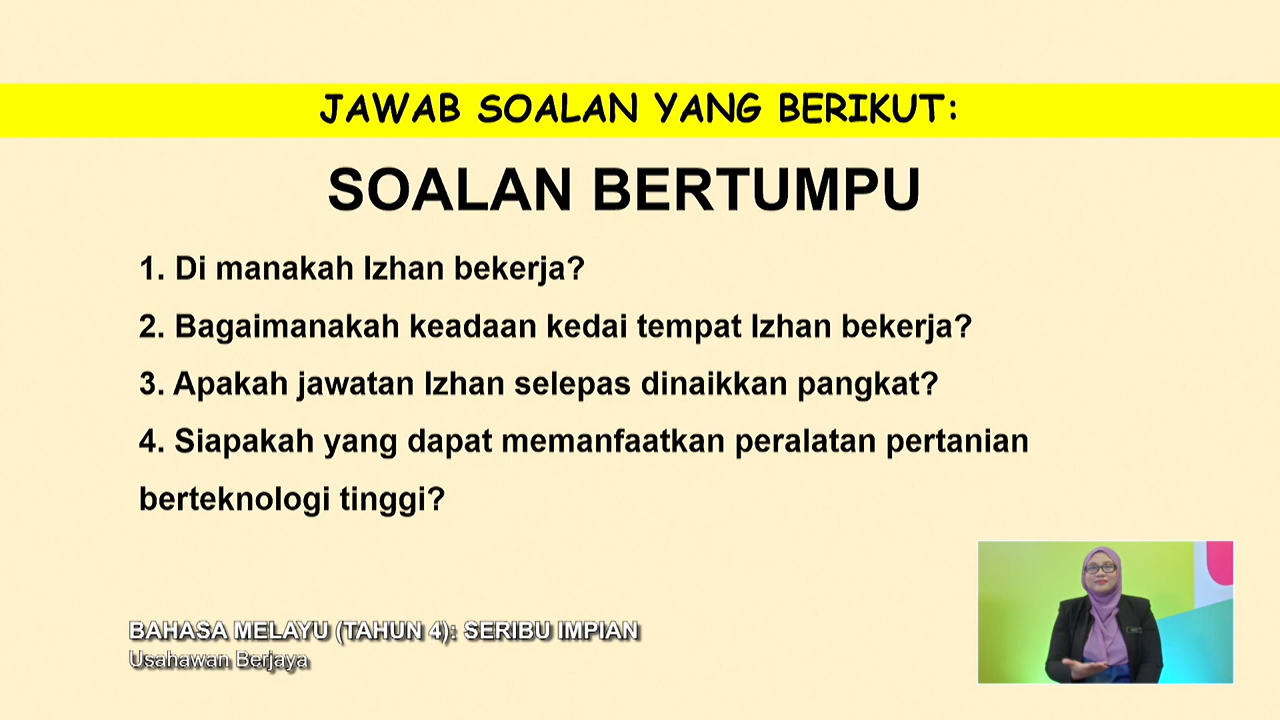 JAWAB SOALAN YANG BERIKUT:
SOALAN BERTUMPU
1. Di manakah Izhan bekerja?
2. Bagaimanakah keadaan kedai tempat Izhan bekerja?
3. Apakah jawatan Izhan selepas dinaikkan pangkat?
4. Siapakah yang dapat memanfaatkan peralatan pertanian
berteknologi tinggi?
BAHASA MELAYU (TAHUN 4): SERIBU IMPIAN
Usahawan Berjaya